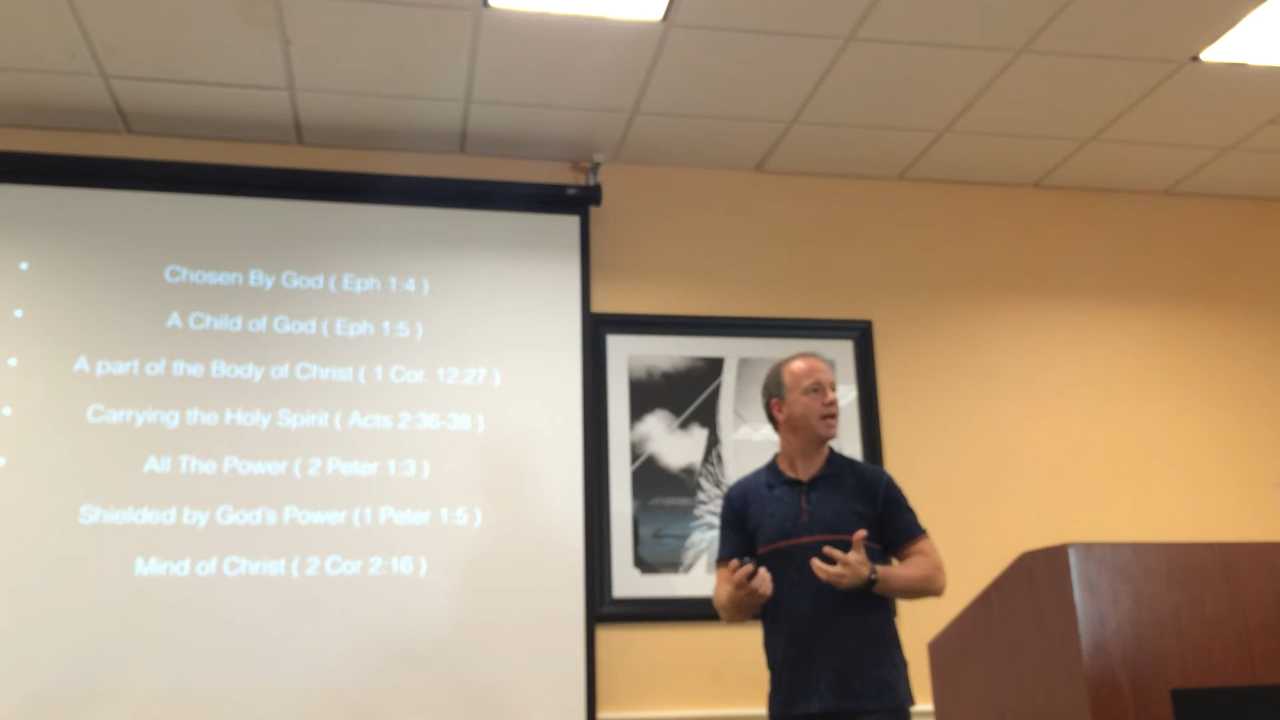 Chosen By God ( Eph 1:4 )
A Child of God ( Eph 1:5 )
A part of the Body of Christ ( 1 Cor. 12:27 )
Carrying the Holy Spirit ( Acts 2:36-38 )
All The Power ( 2 Peter 1:3 )
Shielded by God's Power (1 Peter 1:5 )
Mind of Christ ( 2 Cor 2:16 )